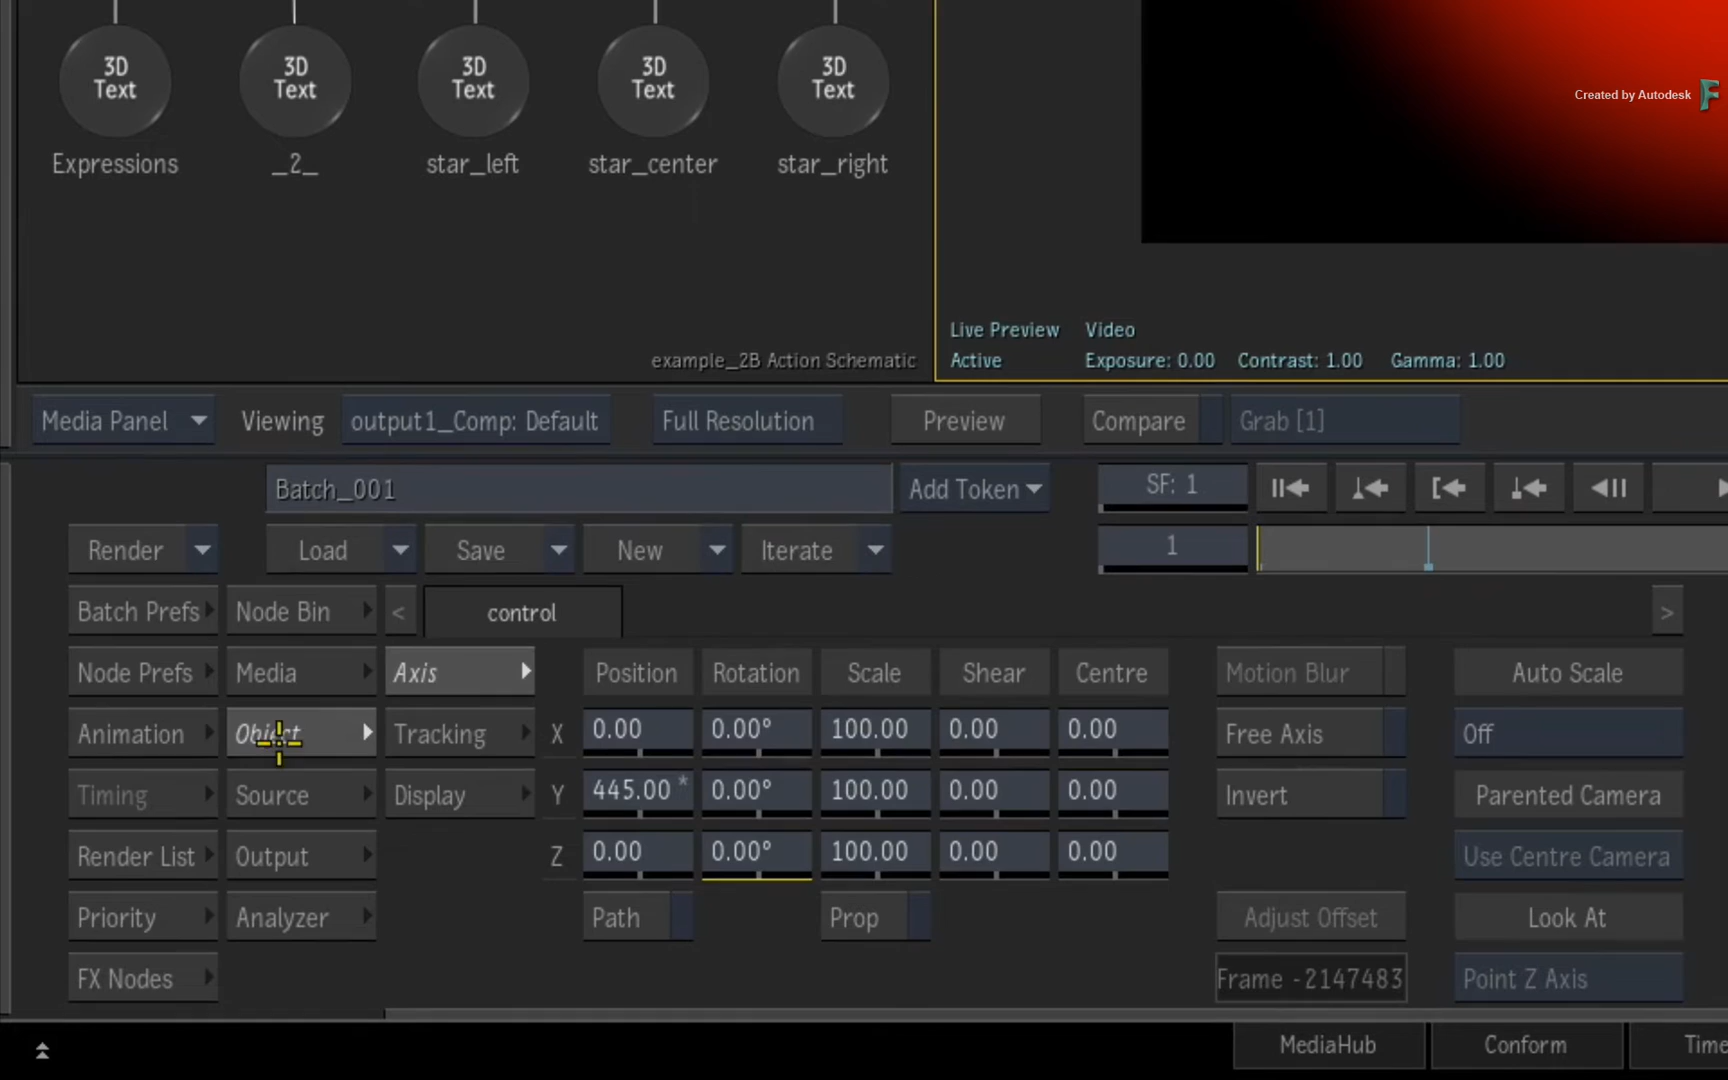 3D
Text
3D
Text
3D
Text
3D
Text
3D
Text
Expressions
_2_
star_left
star_center
star_right
Created by Autodesk
example_2B Action Schematic
Live Preview Video
Active Exposure: 0.00 Contrast: 1.00 Gamma: 1.00
Media Panel Viewing output1_Comp: Default Full Resolution Preview Compare Grab [1]
Batch_001 Add Token SF: 1
Render Load Save New Iterate 1
Batch Prefs Node Bin < control >
Node Prefs Media Axis Position Rotation Scale Shear Centre Motion Blur Auto Scale
Animation Object Tracking X 0.00 0.00° 100.00 0.00 0.00 Free Axis Off
Timing Source Display Y 445.00 * 0.00° 100.00 0.00 0.00 Invert Parented Camera
Render List Output Z 0.00 0.00° 100.00 0.00 0.00 Use Centre Camera
Priority Analyzer Path Prop Adjust Offset Look At
FX Nodes Frame -2147483 Point Z Axis
MediaHub Conform Time